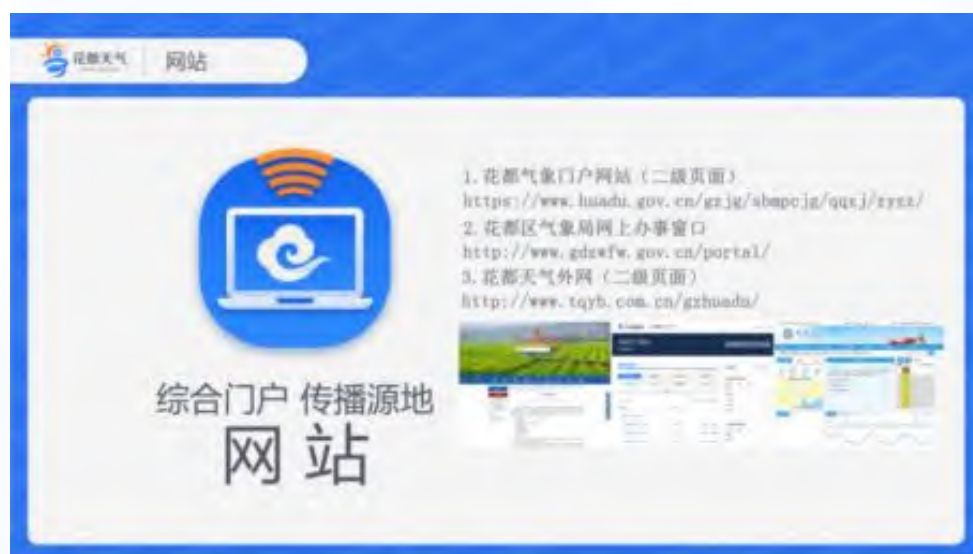 花都天气
网站
1.花都气象门户网站（二级页面）
https://www.huadu.gov.cn/gzjg/sbmpcjg/qqxj/zyzz/
2.花都区气象局网上办事窗口
http://www.gdzwfw.gov.cn/portal/
3.花都天气外网（二级页面）
http://www.tqyb.com.cn/gzhuadu/
综合门户 传播源地
网站